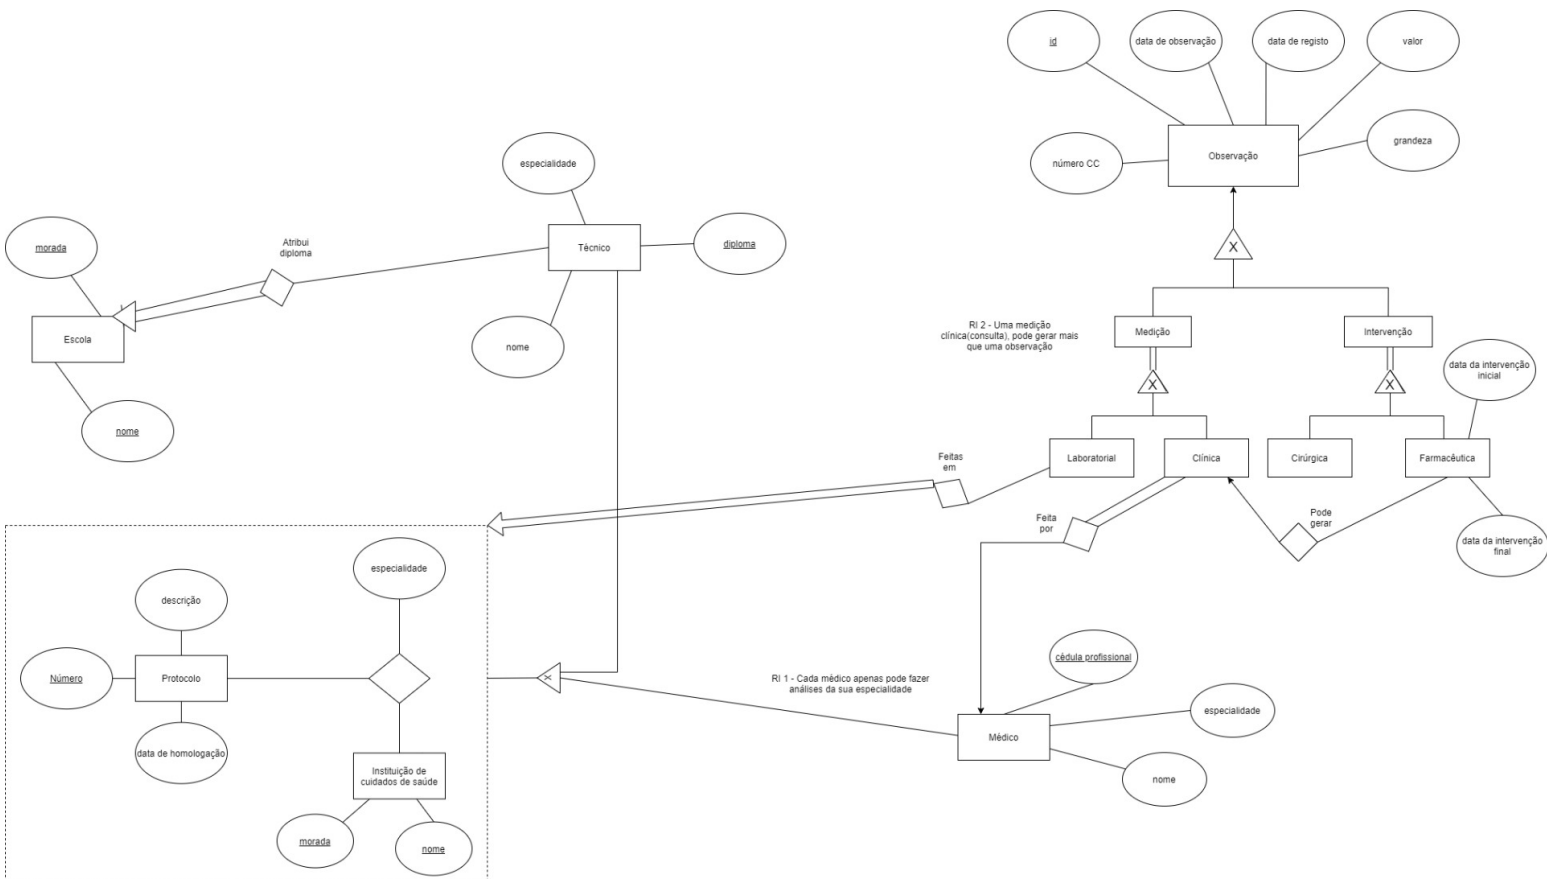 id
data de observação
data de registo
valor
grandeza
número CC
Observação
X
especialidade
Técnico
diploma
nome
Atribui
diploma
morada
Escola
nome
RI 2 - Uma medição
clínica(consulta), pode gerar mais
que uma observação
Medição
Intervenção
X
X
data da intervenção
inicial
Laboratorial
Clínica
Cirúrgica
Farmacêutica
Feitas
em
Feita
por
Pode
gerar
data da intervenção
final
especialidade
descrição
Número
Protocolo
data de homologação
Instituição de
cuidados de saúde
morada
nome
X
RI 1 - Cada médico apenas pode fazer
análises da sua especialidade
cédula profissional
especialidade
Médico
nome